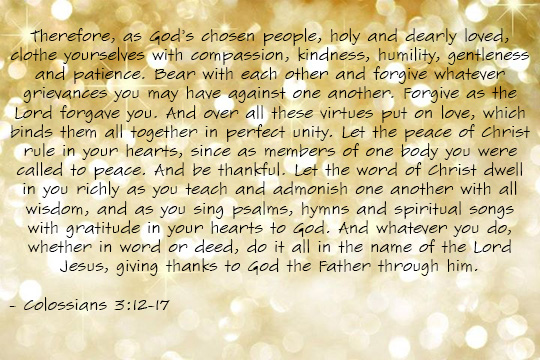 Therefore, as God's chosen people, holy and dearly loved,
clothe yourselves with compassion, kindness, humility, gentleness
and patience. Bear with each other and forgive whatever
grievances you may have against one another. Forgive as the
Lord forgave you. And over all these virtues put on love, which
binds them all together in perfect unity. Let the peace of Christ
rule in your hearts, since as members of one body you were
called to peace. And be thankful. Let the word of Christ dwell
in you richly as you teach and admonish one another with all
wisdom, and as you sing psalms, hymns and spiritual songs
with gratitude in your hearts to God. And whatever you do,
whether in word or deed, do it all in the name of the Lord
Jesus, giving thanks to God the Father through him.
- Colossians 3:12-17